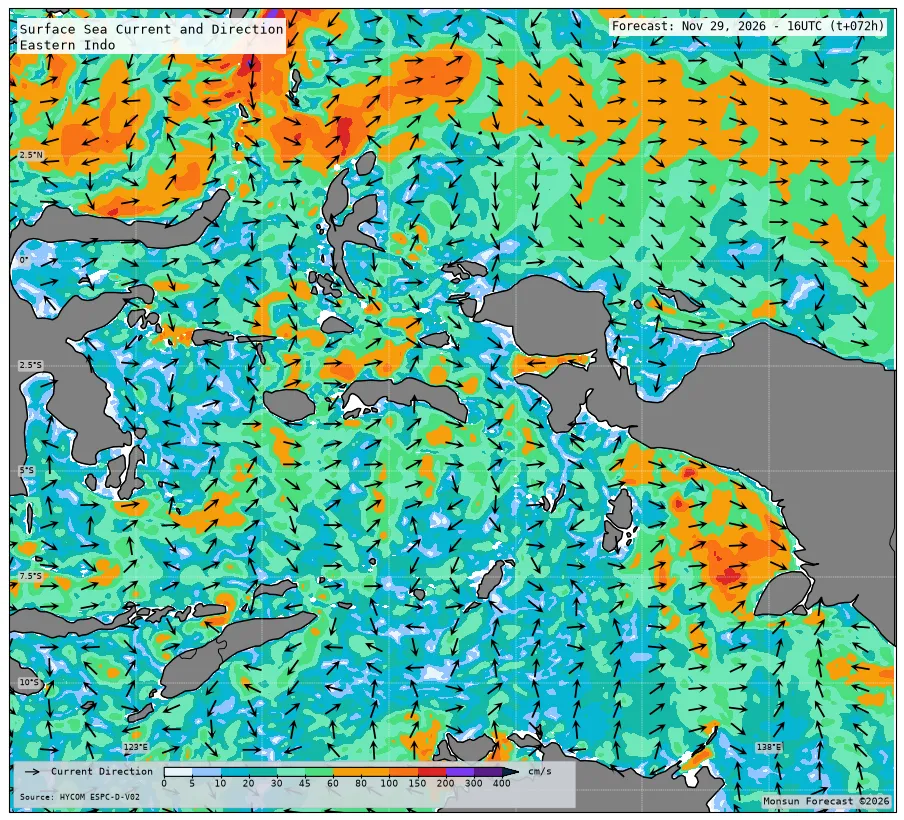 Surface Sea Current and Direction
Eastern Indo
Forecast: Nov 29, 2026 - 16UTC (t+072h)
2.5°N
0°
2.5°S
5°S
7.5°S
10°S
123°E
138°E
Current Direction
0 5 10 20 30 45 60 80 100 150 200 300 400
cm/s
Source: HYCOM ESPC-D-V02
Monsun Forecast ©2026